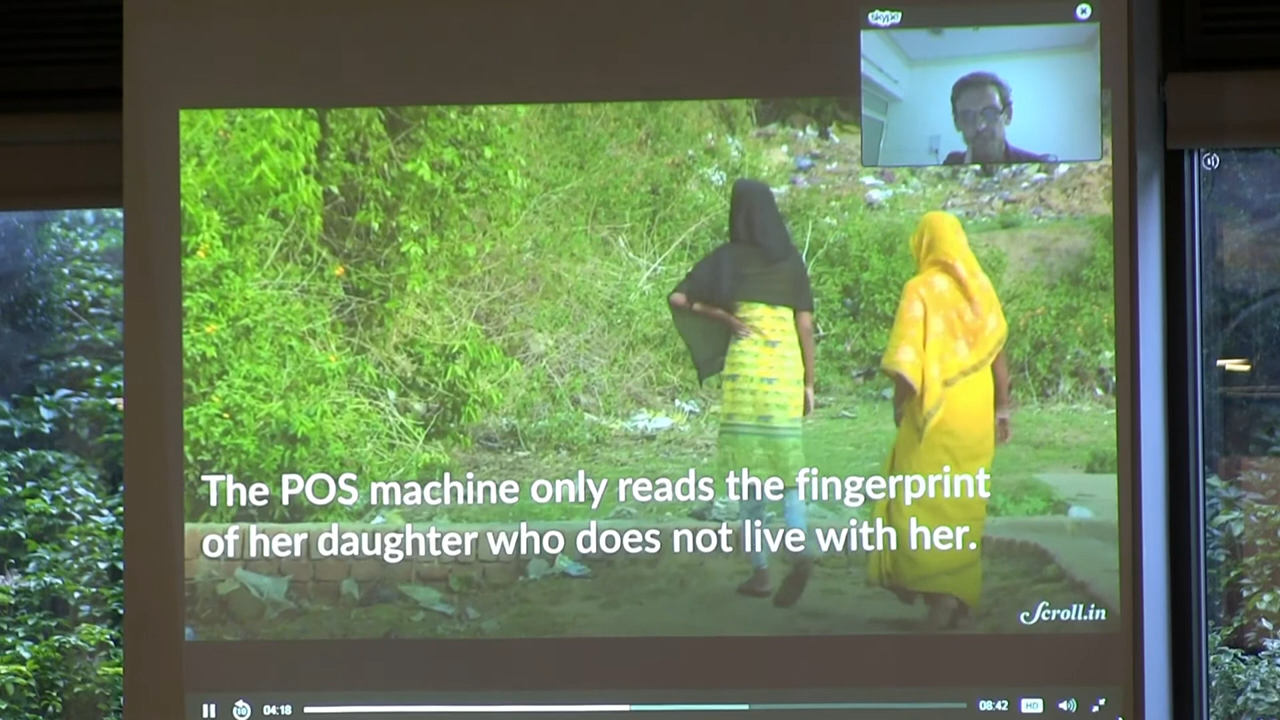 skype
The POS machine only reads the fingerprint
of her daughter who does not live with her.
Scroll.in
10
04:18
08:42
HD